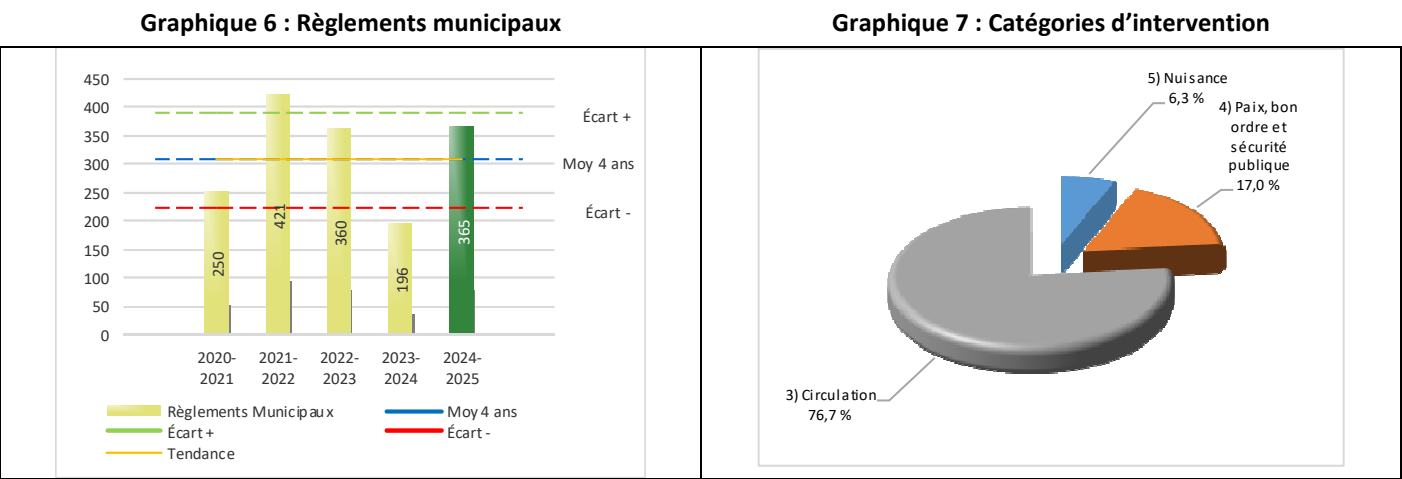 Graphique 6 : Règlements municipaux
450
400
350
300
250
200
150
100
50
0
Écart +
Moy 4 ans
Écart -
250
421
360
196
365
2020-
2021
2021-
2022
2022-
2023
2023-
2024
2024-
2025
Règlements Municipaux
Moy 4 ans
Écart +
Écart -
Tendance
Graphique 7 : Catégories d’intervention
5) Nuisance
6,3 %
4) Paix, bon
ordre et
sécurité
publique
17,0 %
3) Circulation
76,7 %